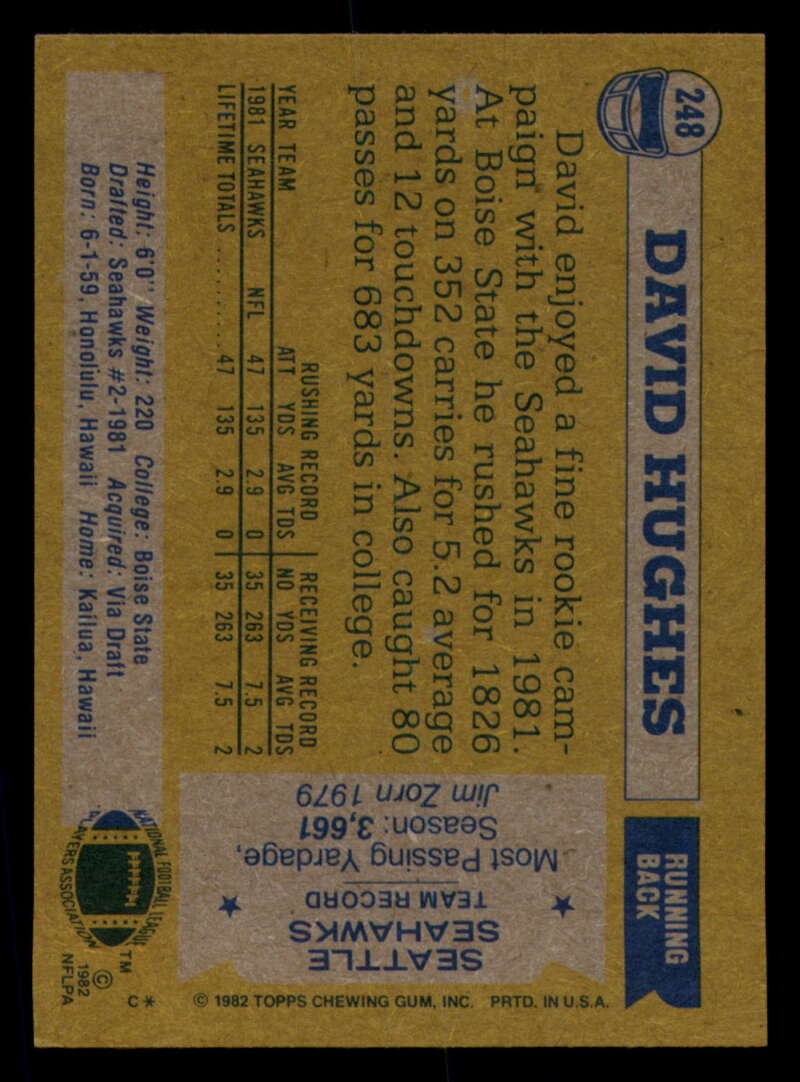 248
DAVID HUGHES
RUNNING
BACK
David enjoyed a fine rookie cam-
paign with the Seahawks in 1981.
At Boise State he rushed for 1826
yards on 352 carries for 5.2 average
and 12 touchdowns. Also caught 80
passes for 683 yards in college.
RUSHING RECORD RECEIVING RECORD
YEAR TEAM ATT YDS AVG TDS NO YDS AVG TDS
1981 SEAHAWKS NFL 47 135 2.9 0 35 263 7.5 2
LIFETIME TOTALS ......... 47 135 2.9 0 35 263 7.5 2
Height: 6'0" Weight: 220 College: Boise State
Drafted: Seahawks #2-1981 Acquired: Via Draft
Born: 6-1-59, Honolulu, Hawaii Home: Kailua, Hawaii
SEATTLE
SEAHAWKS
TEAM RECORD
Most Passing Yardage,
Season: 3,661
Jim Zorn 1979
NATIONAL FOOTBALL LEAGUE
PLAYERS ASSOCIATION
TM
© 1982
NFLPA
C*
© 1982 TOPPS CHEWING GUM, INC. PRTD. IN U.S.A.